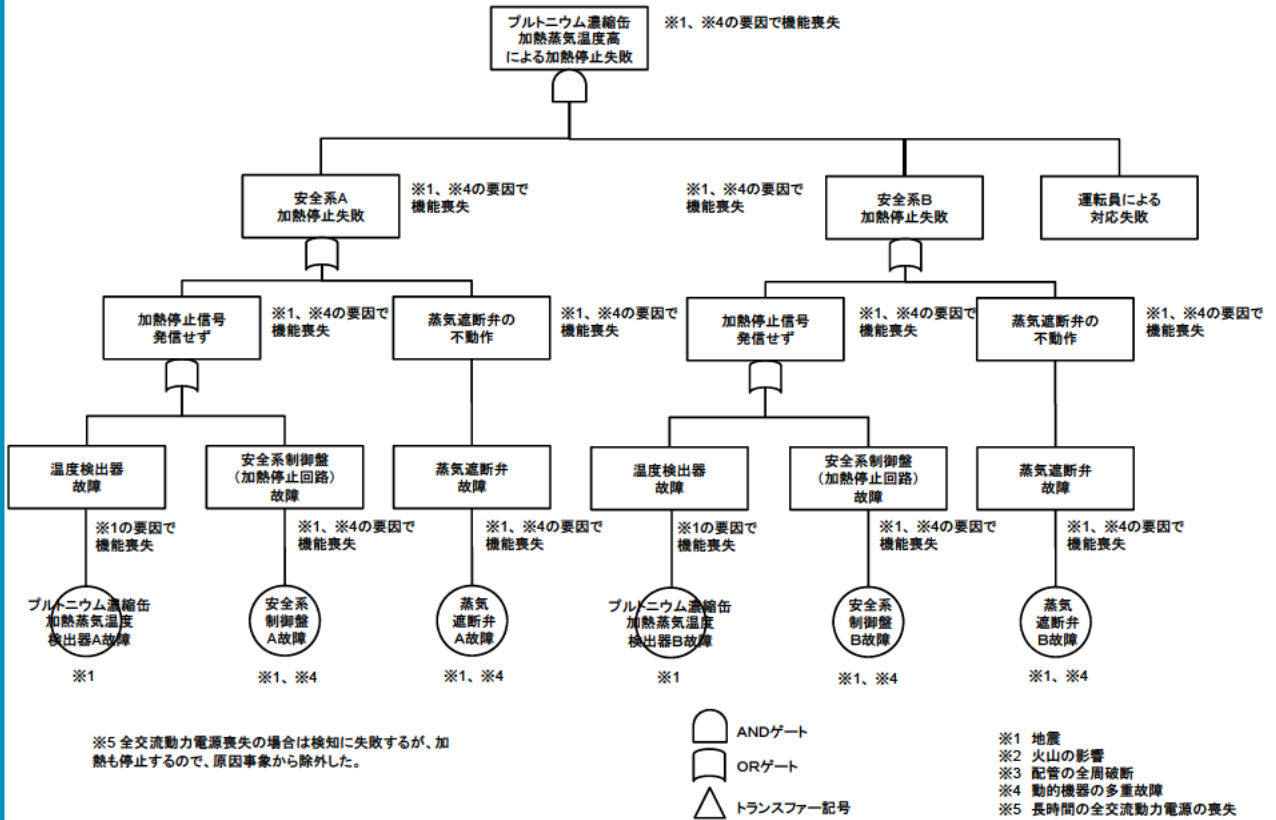 プルトニウム濃縮缶
加熱蒸気温度高
による加熱停止失敗
※1、※4の要因で機能喪失
安全系A
加熱停止失敗
※1、※4の要因で
機能喪失
※1、※4の要因で
機能喪失
安全系B
加熱停止失敗
運転員による
対応失敗
加熱停止信号
発信せず
※1、※4の要因で
機能喪失
蒸気遮断弁の
不動作
※1、※4の要因で
機能喪失
加熱停止信号
発信せず
※1、※4の要因で
機能喪失
蒸気遮断弁の
不動作
※1、※4の要因で
機能喪失
温度検出器
故障
安全系制御盤
(加熱停止回路)
故障
蒸気遮断弁
故障
温度検出器
故障
安全系制御盤
(加熱停止回路)
故障
蒸気遮断弁
故障
※1の要因で
機能喪失
※1、※4の要因で
機能喪失
※1、※4の要因で
機能喪失
※1の要因で
機能喪失
※1、※4の要因で
機能喪失
※1、※4の要因で
機能喪失
プルトニウム濃縮缶
加熱蒸気温度
検出器A故障
安全系
制御盤
A故障
蒸気
遮断弁
A故障
プルトニウム濃縮缶
加熱蒸気温度
検出器B故障
安全系
制御盤
B故障
蒸気
遮断弁
B故障
※1
※1、※4
※1、※4
※1
※1、※4
※1、※4
※5 全交流動力電源喪失の場合は検知に失敗するが、加
熱も停止するので、原因事象から除外した。
ANDゲート
ORゲート
トランスファー記号
※1 地震
※2 火山の影響
※3 配管の全周破断
※4 動的機器の多重故障
※5 長時間の全交流動力電源の喪失